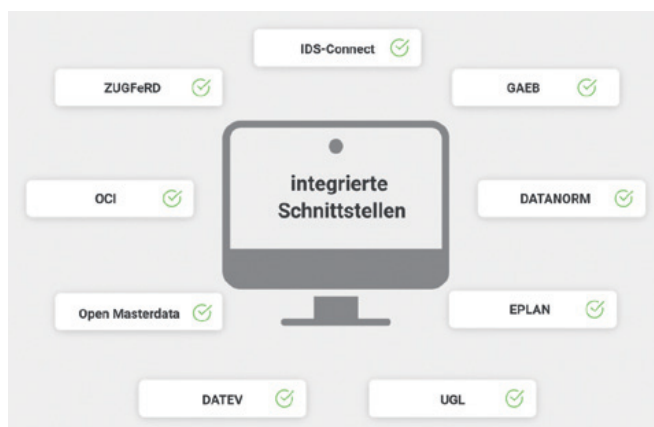 IDS-Connect
ZUGFeRD
GAEB
integrierte
Schnittstellen
OCI
DATANORM
Open Masterdata
EPLAN
DATEV
UGL